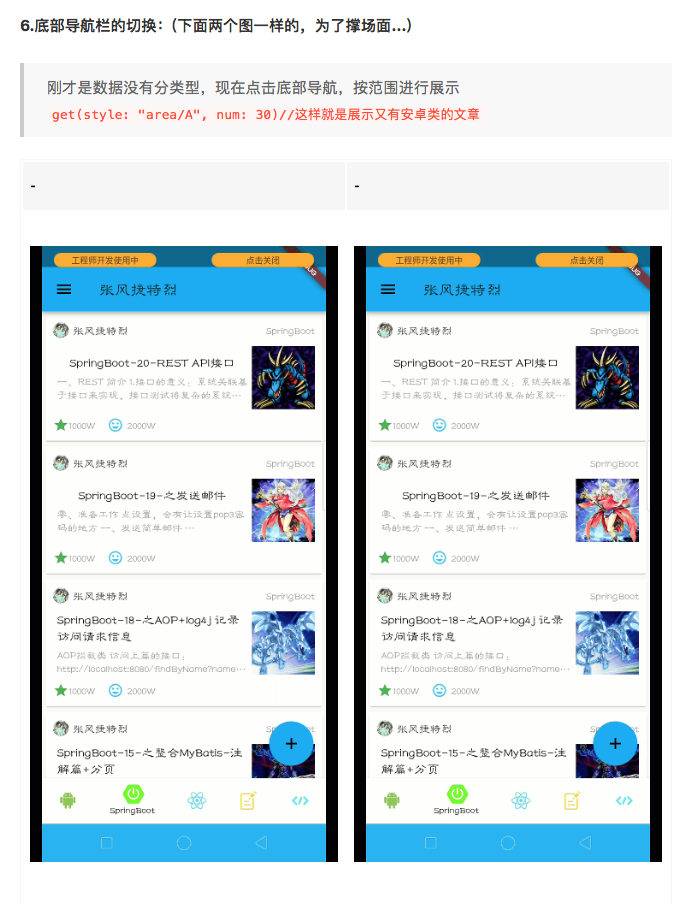 6.底部导航栏的切换：（下面两个图一样的，为了撑场面...）
刚才是数据没有分类型，现在点击底部导航，按范围进行展示
get(style: "area/A", num: 30)//这样就是展示又有安卓类的文章
-
-
工程师开发使用中
点击关闭
张风捷特烈
张风捷特烈
SpringBoot
SpringBoot-20-REST API接口
一、REST 简介 1.接口的意义：系统关联基
于接口来实现。接口测试将复杂的系统…
1000W
2000W
张风捷特烈
SpringBoot
SpringBoot-19-之发送邮件
零、准备工作 点设置，会有让设置pop3密
码的地方 一、发送简单邮件 …
1000W
2000W
张风捷特烈
SpringBoot
SpringBoot-18-之AOP+log4J 记录
访问请求信息
AOP拦截类 访问上篇的接口：
http://localhost:8080/findByName?name…
1000W
2000W
张风捷特烈
SpringBoot-15-之整合MyBatis-注
解篇+分页
SpringBoot
工程师开发使用中
点击关闭
张风捷特烈
张风捷特烈
SpringBoot
SpringBoot-20-REST API接口
一、REST 简介 1.接口的意义：系统关联基
于接口来实现。接口测试将复杂的系统…
1000W
2000W
张风捷特烈
SpringBoot
SpringBoot-19-之发送邮件
零、准备工作 点设置，会有让设置pop3密
码的地方 一、发送简单邮件 …
1000W
2000W
张风捷特烈
SpringBoot
SpringBoot-18-之AOP+log4J 记录
访问请求信息
AOP拦截类 访问上篇的接口：
http://localhost:8080/findByName?name…
1000W
2000W
张风捷特烈
SpringBoot-15-之整合MyBatis-注
解篇+分页
SpringBoot